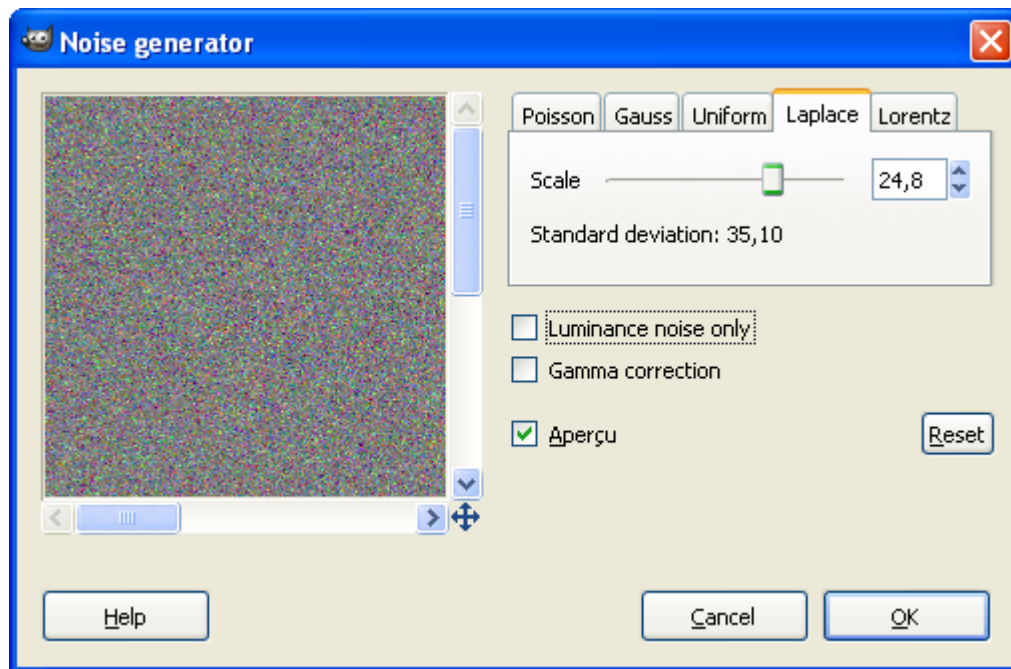 Noise generator
Poisson Gauss Uniform Laplace Lorentz
Scale 24,8
Standard deviation: 35,10
Luminance noise only
Gamma correction
Aperçu Reset
Help Cancel OK